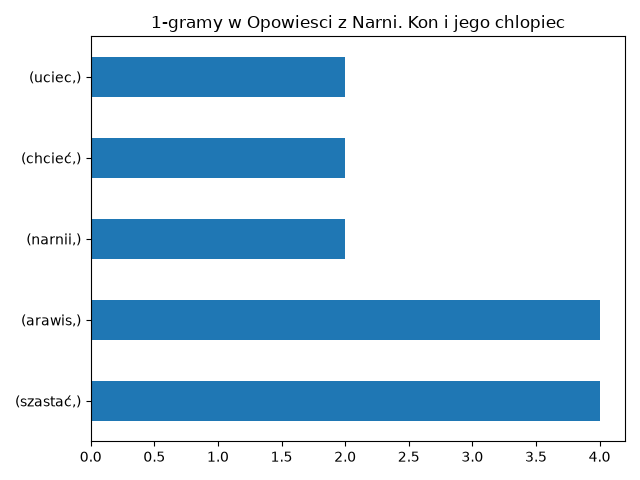 1-gramy w Opowiesci z Narni. Kon i jego chlopiec
(uciec,)
(chcieć,)
(narnii,)
(arawis,)
(szastać,)
0.0 0.5 1.0 1.5 2.0 2.5 3.0 3.5 4.0